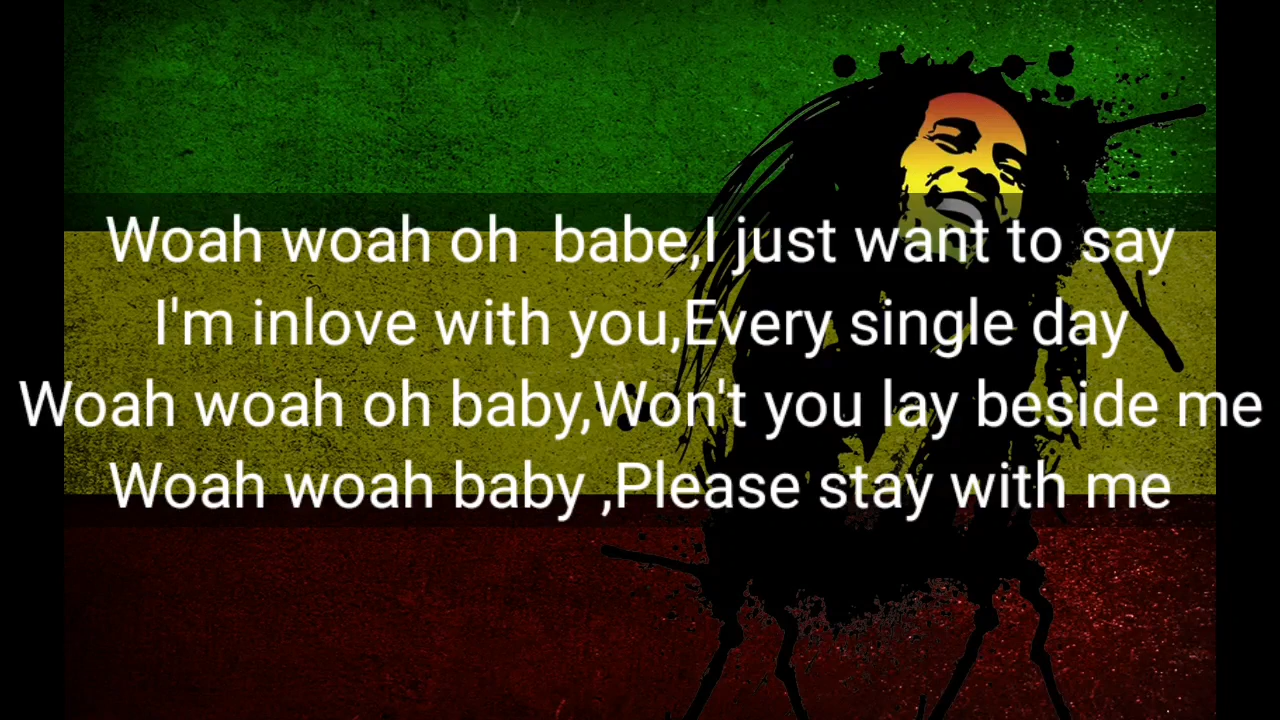 Woah woah oh  babe,I just want to say
I'm inlove with you,Every single day
Woah woah oh baby,Won't you lay beside me
Woah woah baby ,Please stay with me